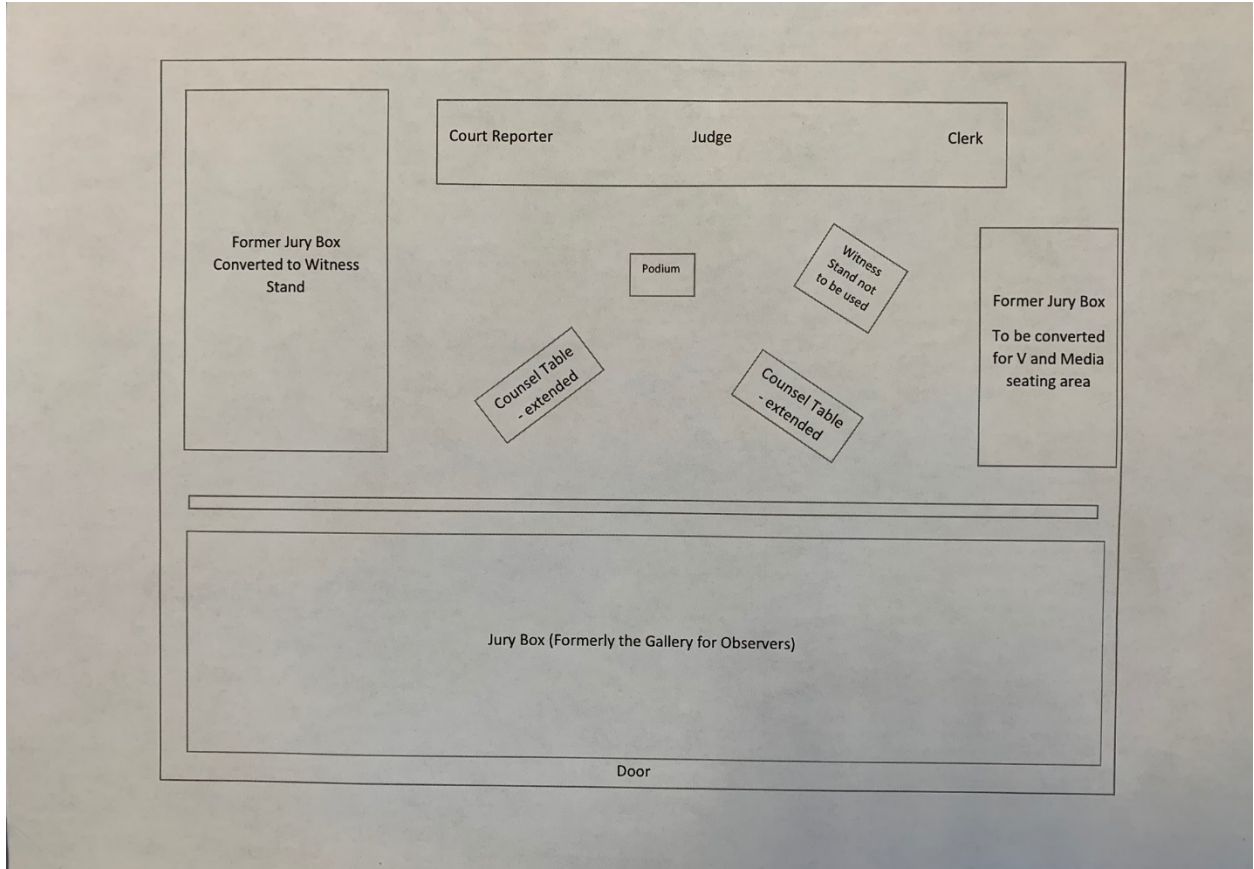 Court Reporter
Judge
Clerk
Former Jury Box
Converted to Witness
Stand
Podium
Witness
Stand not
to be used
Former Jury Box
To be converted
for V and Media
seating area
Counsel Table
- extended
Counsel Table
- extended
Jury Box (Formerly the Gallery for Observers)
Door